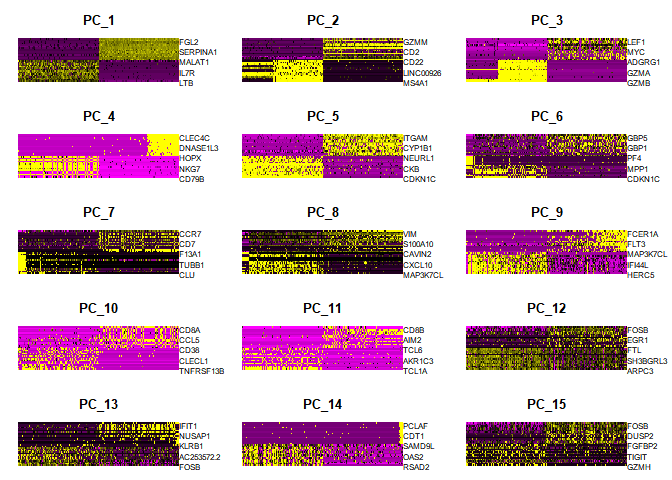 PC_1
FGL2
SERPINA1
MALAT1
IL7R
LTB
PC_2
GZMM
CD2
CD22
LINC00926
MS4A1
PC_3
LEF1
MYC
ADGRG1
GZMA
GZMB
PC_4
CLEC4C
DNASE1L3
HOPX
NKG7
CD79B
PC_5
ITGAM
CYP1B1
NEURL1
CKB
CDKN1C
PC_6
GBP5
GBP1
PF4
MPP1
CDKN1C
PC_7
CCR7
CD7
F13A1
TUBB1
CLU
PC_8
VIM
S100A10
CAVIN2
CXCL10
MAP3K7CL
PC_9
FCER1A
FLT3
MAP3K7CL
IFI44L
HERC5
PC_10
CD8A
CCL5
CD38
CLECL1
TNFRSF13B
PC_11
CD8B
AIM2
TCL6
AKR1C3
TCL1A
PC_12
FOSB
EGR1
FTL
SH3BGRL3
ARPC3
PC_13
IFIT1
NUSAP1
KLRB1
AC253572.2
FOSB
PC_14
PCLAF
CDT1
SAMD9L
OAS2
RSAD2
PC_15
FOSB
DUSP2
FGFBP2
TIGIT
GZMH